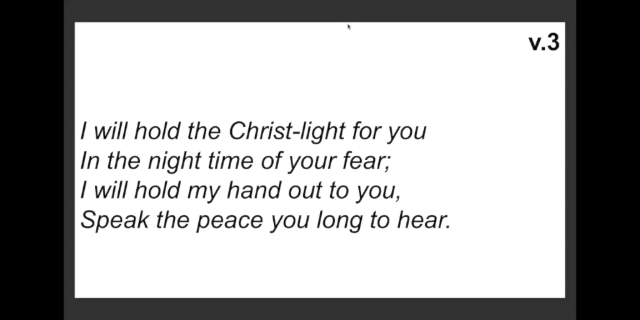 v.3
I will hold the Christ-light for you
In the night time of your fear;
I will hold my hand out to you,
Speak the peace you long to hear.